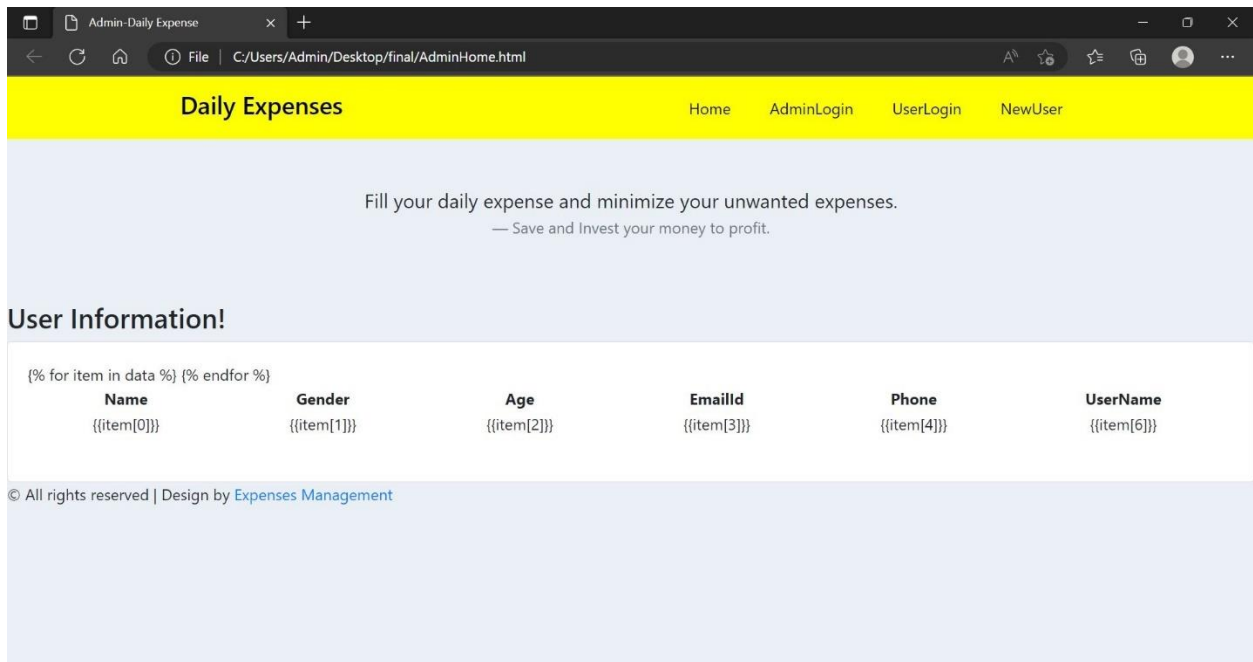 Admin-Daily Expense
File | C:/Users/Admin/Desktop/final/AdminHome.html
Daily Expenses Home AdminLogin UserLogin NewUser
Fill your daily expense and minimize your unwanted expenses.
— Save and Invest your money to profit.
User Information!
{% for item in data %} {% endfor %}
Name Gender Age EmailId Phone UserName
{{item[0]}} {{item[1]}} {{item[2]}} {{item[3]}} {{item[4]}} {{item[6]}}
© All rights reserved | Design by Expenses Management